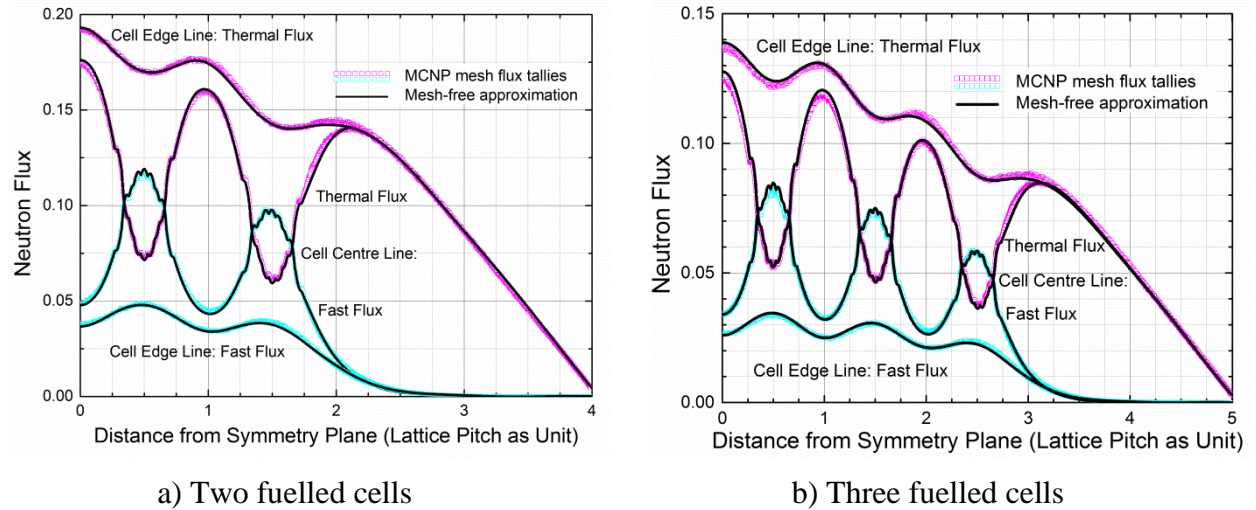 0.20
0.15
0.10
0.05
0.00
Neutron Flux
Cell Edge Line: Thermal Flux
MCNP mesh flux tallies
Mesh-free approximation
Thermal Flux
Cell Centre Line:
Fast Flux
Cell Edge Line: Fast Flux
0 1 2 3 4
Distance from Symmetry Plane (Lattice Pitch as Unit)
a) Two fuelled cells
0.15
0.10
0.05
0.00
Neutron Flux
Cell Edge Line: Thermal Flux
MCNP mesh flux tallies
Mesh-free approximation
Thermal Flux
Cell Centre Line:
Fast Flux
Cell Edge Line: Fast Flux
0 1 2 3 4 5
Distance from Symmetry Plane (Lattice Pitch as Unit)
b) Three fuelled cells